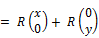 = R(x 0) + R(0 y)